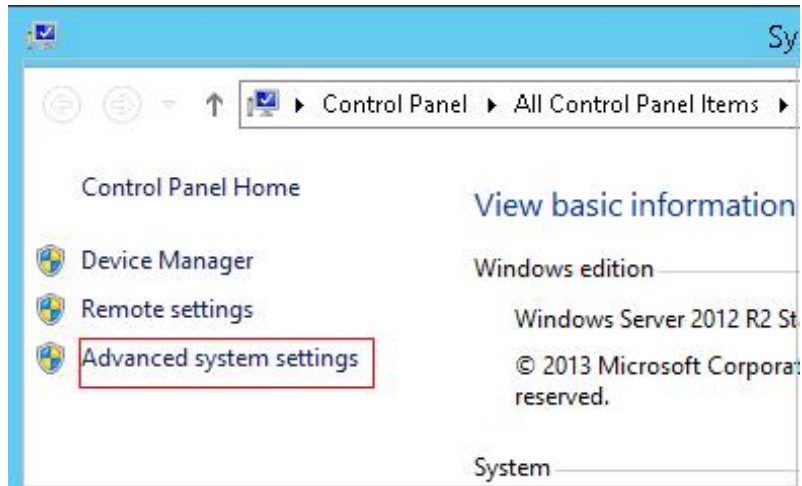 Sy
Control Panel ▸ All Control Panel Items ▸
Control Panel Home
Device Manager
Remote settings
Advanced system settings
View basic information
Windows edition
Windows Server 2012 R2 St
© 2013 Microsoft Corporat
reserved.
System